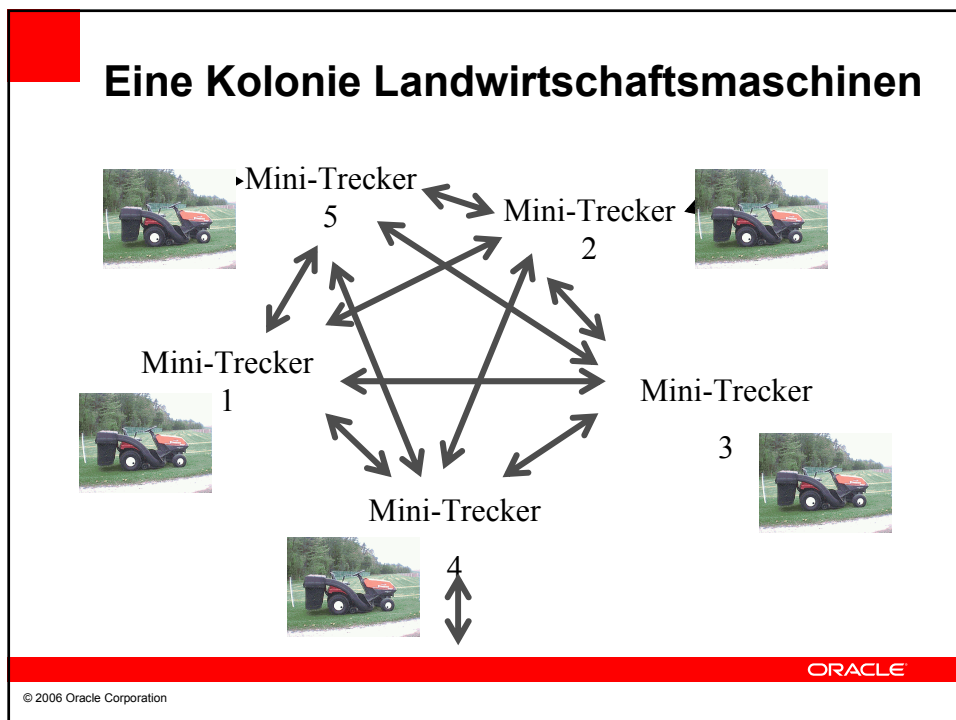 Eine Kolonie Landwirtschaftsmaschinen
Mini-Trecker
5
Mini-Trecker
2
Mini-Trecker
1
Mini-Trecker
3
Mini-Trecker
4
ORACLE
© 2006 Oracle Corporation